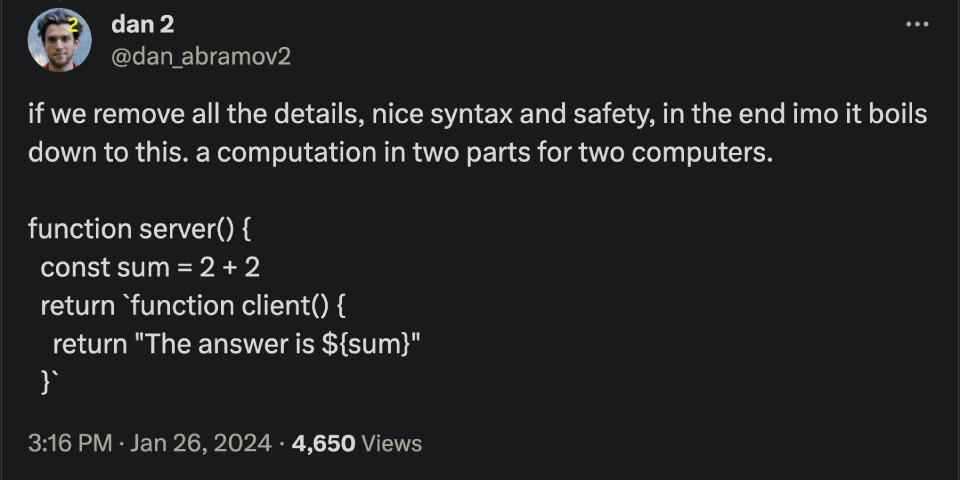 2
dan 2
@dan_abramov2
if we remove all the details, nice syntax and safety, in the end imo it boils
down to this. a computation in two parts for two computers.
function server() {
  const sum = 2 + 2
  return `function client() {
    return "The answer is ${sum}"
  }`
3:16 PM · Jan 26, 2024 · 4,650 Views